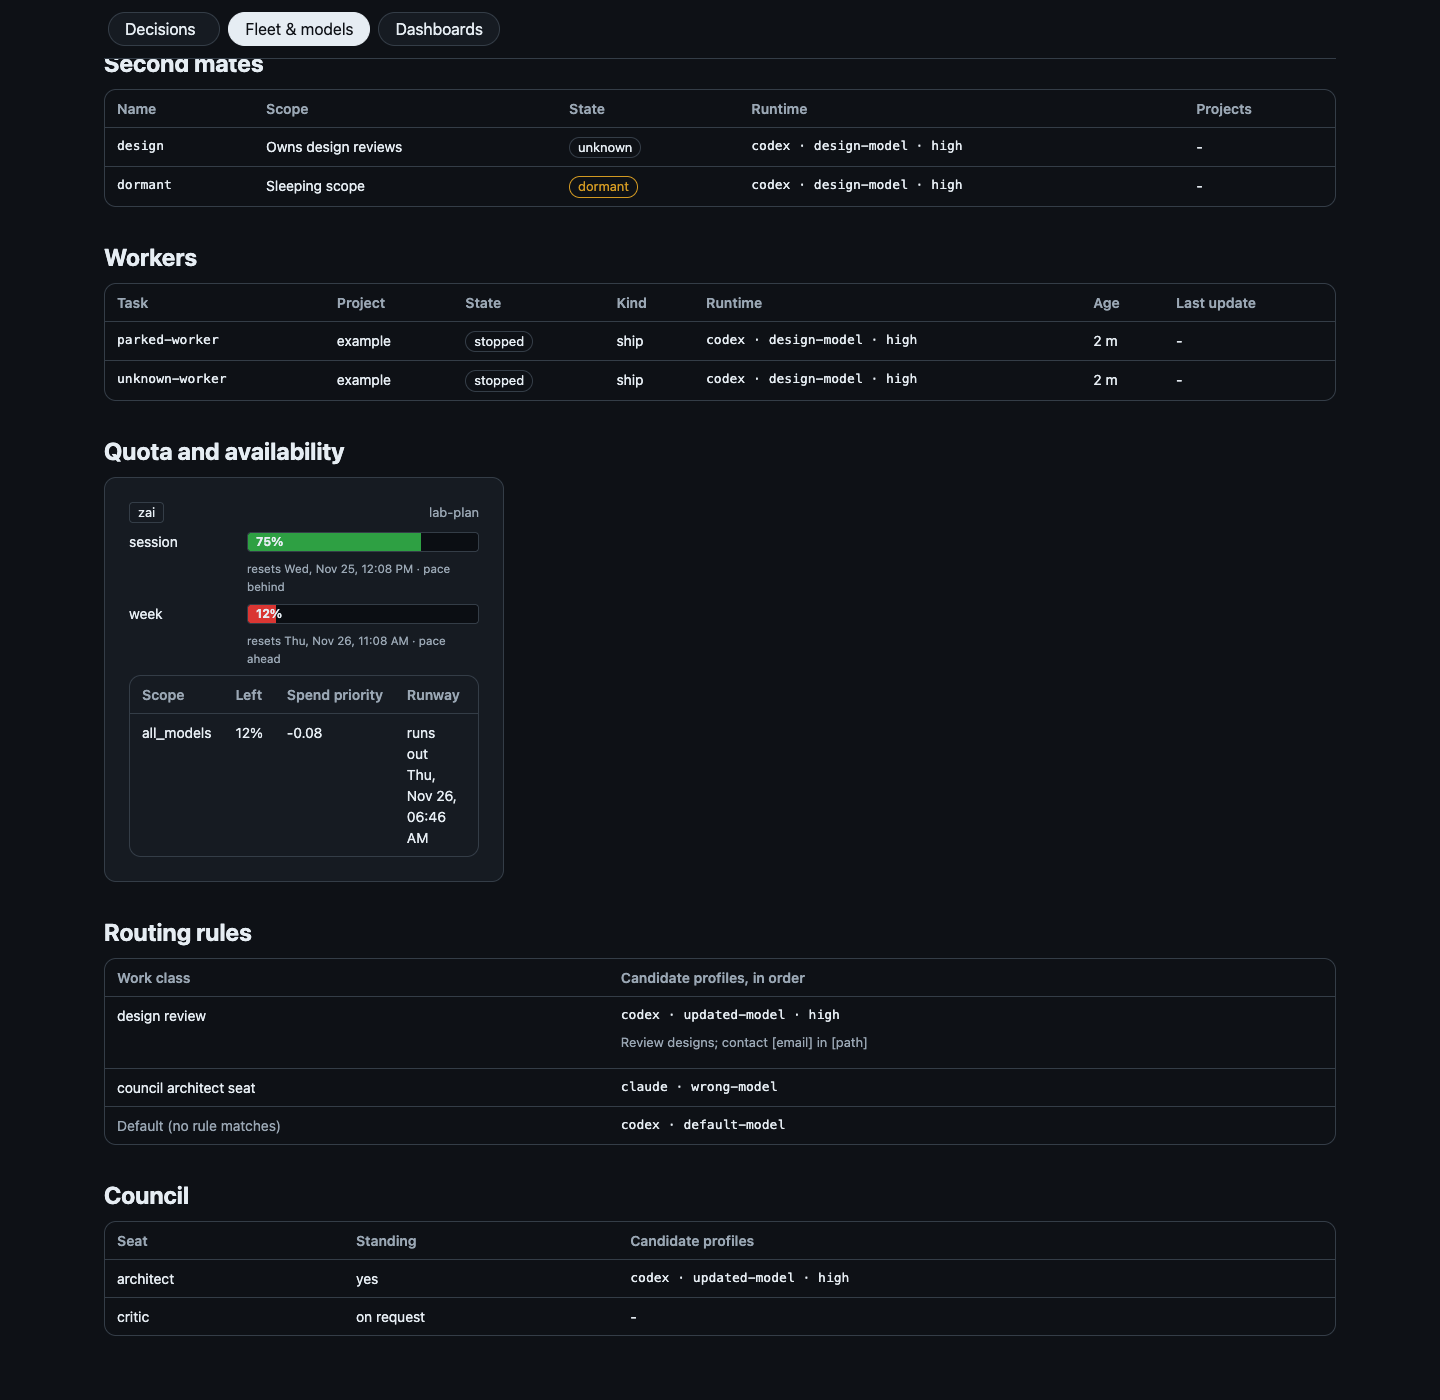 Decisions Fleet & models Dashboards
Second mates
Name Scope State Runtime Projects
design Owns design reviews unknown codex · design-model · high -
dormant Sleeping scope dormant codex · design-model · high -
Workers
Task Project State Kind Runtime Age Last update
parked-worker example stopped ship codex · design-model · high 2 m -
unknown-worker example stopped ship codex · design-model · high 2 m -
Quota and availability
zai lab-plan
session 75%
resets Wed, Nov 25, 12:08 PM · pace
behind
week 12%
resets Thu, Nov 26, 11:08 AM · pace
ahead
Scope Left Spend priority Runway
all_models 12% -0.08 runs
out
Thu,
Nov 26,
06:46
AM
Routing rules
Work class Candidate profiles, in order
design review codex · updated-model · high
Review designs; contact [email] in [path]
council architect seat claude · wrong-model
Default (no rule matches) codex · default-model
Council
Seat Standing Candidate profiles
architect yes codex · updated-model · high
critic on request -